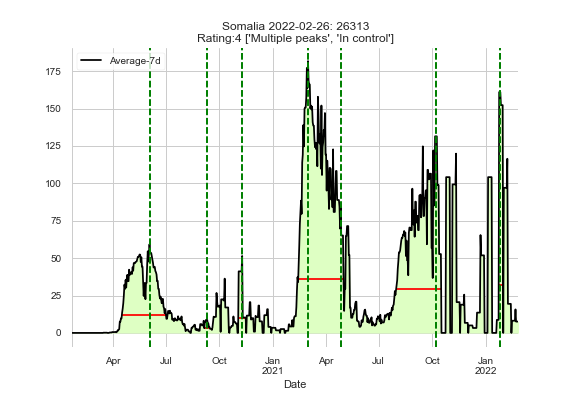 Somalia 2022-02-26: 26313
Rating:4 ['Multiple peaks', 'In control']
Average-7d
175
150
125
100
75
50
25
0
Apr Jul Oct Jan Apr Jul Oct Jan
2021 2022
Date